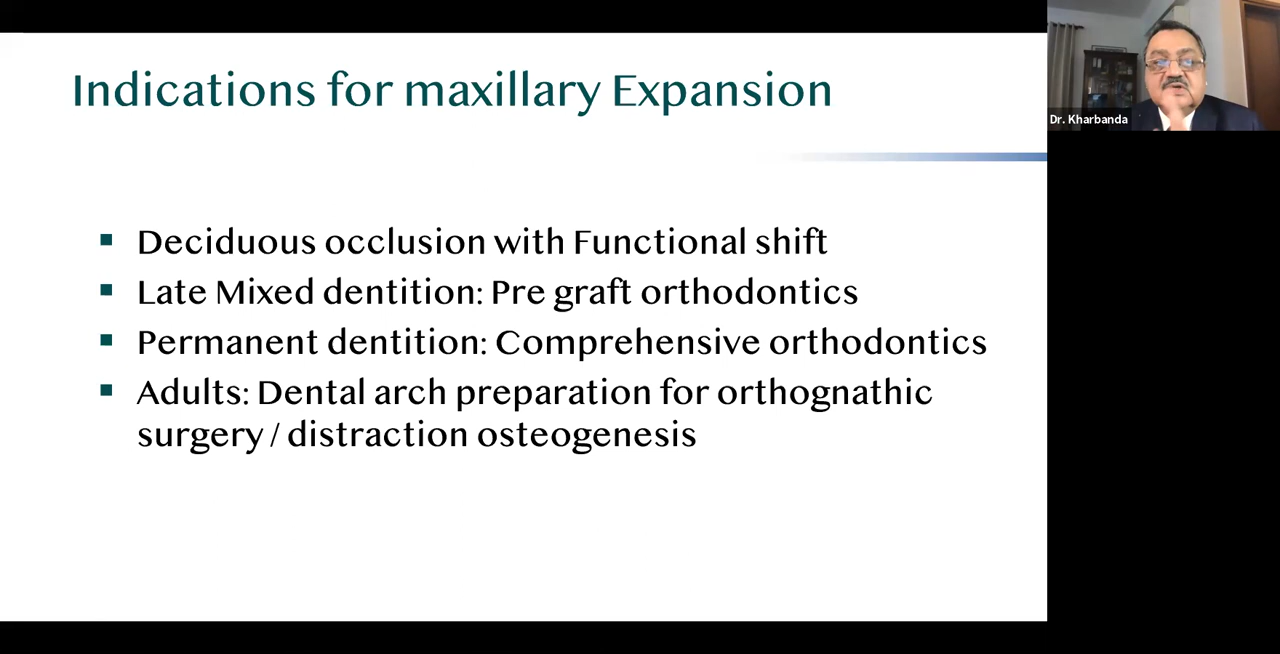 Indications for maxillary Expansion
Dr. Kharbanda
Deciduous occlusion with Functional shift
Late Mixed dentition: Pre graft orthodontics
Permanent dentition: Comprehensive orthodontics
Adults: Dental arch preparation for orthognathic
surgery / distraction osteogenesis